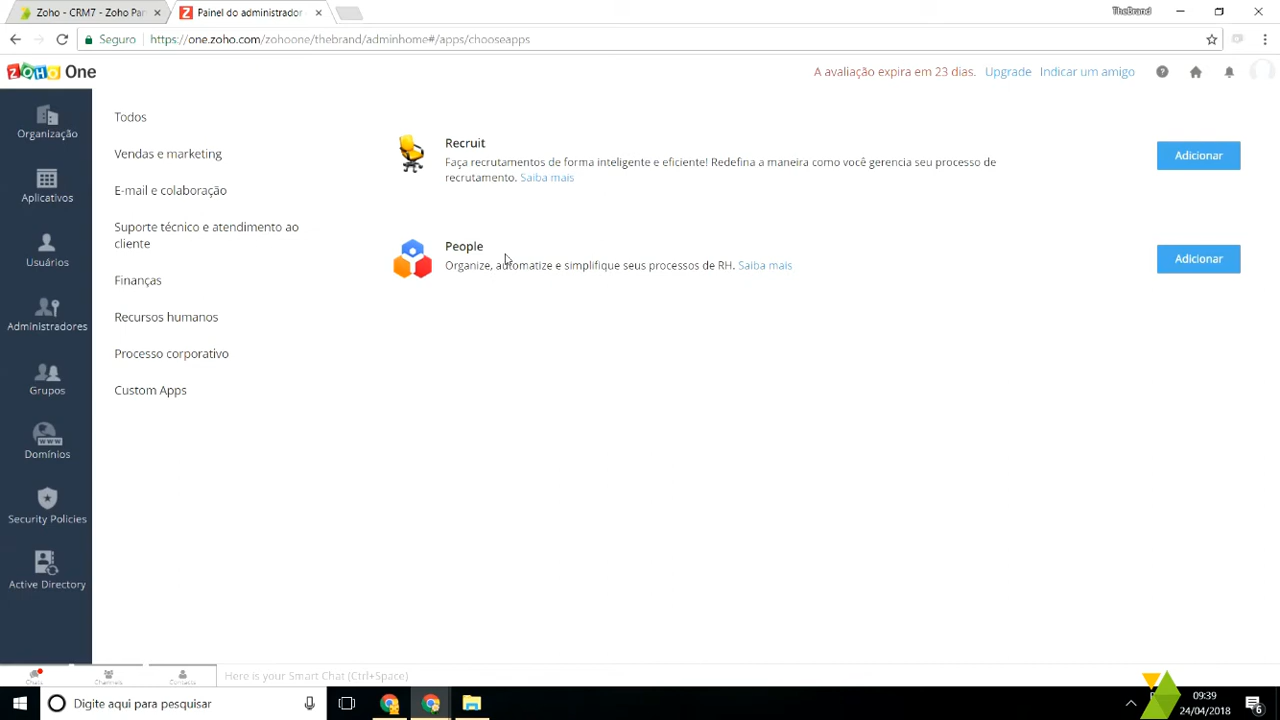 Zoho - CRM7 - Zoho Par
Painel do administrador
TheBrand
Seguro
https://one.zoho.com/zohoone/thebrand/adminhome#/apps/chooseapps
ZOHO One
A avaliação expira em 23 dias.
Upgrade
Indicar um amigo
Organização
Aplicativos
Usuários
Administradores
Grupos
Domínios
Security Policies
Active Directory
Todos
Vendas e marketing
E-mail e colaboração
Suporte técnico e atendimento ao
cliente
Finanças
Recursos humanos
Processo corporativo
Custom Apps
Recruit
Faça recrutamentos de forma inteligente e eficiente! Redefina a maneira como você gerencia seu processo de
recrutamento. Saiba mais
Adicionar
People
Organize, automatize e simplifique seus processos de RH. Saiba mais
Adicionar
Chats
Channels
Contacts
Here is your Smart Chat (Ctrl+Space)
Digite aqui para pesquisar
09:39
24/04/2018
6